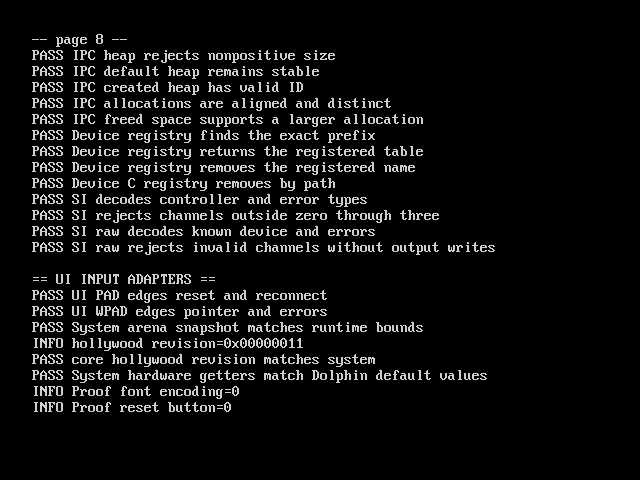 -- page 8 --
PASS IPC heap rejects nonpositive size
PASS IPC default heap remains stable
PASS IPC created heap has valid ID
PASS IPC allocations are aligned and distinct
PASS IPC freed space supports a larger allocation
PASS Device registry finds the exact prefix
PASS Device registry returns the registered table
PASS Device registry removes the registered name
PASS Device C registry removes by path
PASS SI decodes controller and error types
PASS SI rejects channels outside zero through three
PASS SI raw decodes known device and errors
PASS SI raw rejects invalid channels without output writes
== UI INPUT ADAPTERS ==
PASS UI PAD edges reset and reconnect
PASS UI WPAD edges pointer and errors
PASS System arena snapshot matches runtime bounds
INFO hollywood revision=0x00000011
PASS core hollywood revision matches system
PASS System hardware getters match Dolphin default values
INFO Proof font encoding=0
INFO Proof reset button=0